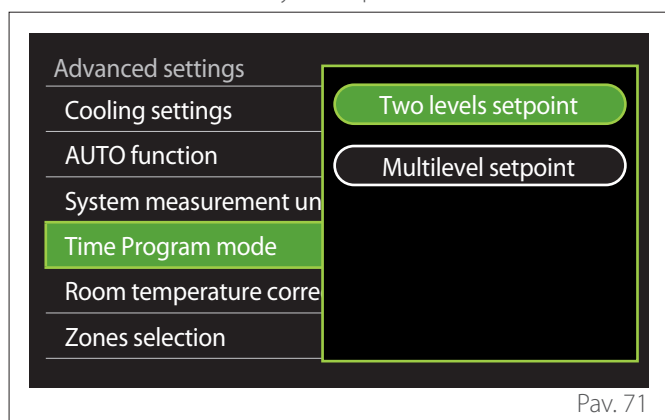 Advanced settings
Cooling settings
AUTO function
System measurement un
Time Program mode
Room temperature corre
Zones selection
Two levels setpoint
Multilevel setpoint
Pav. 71